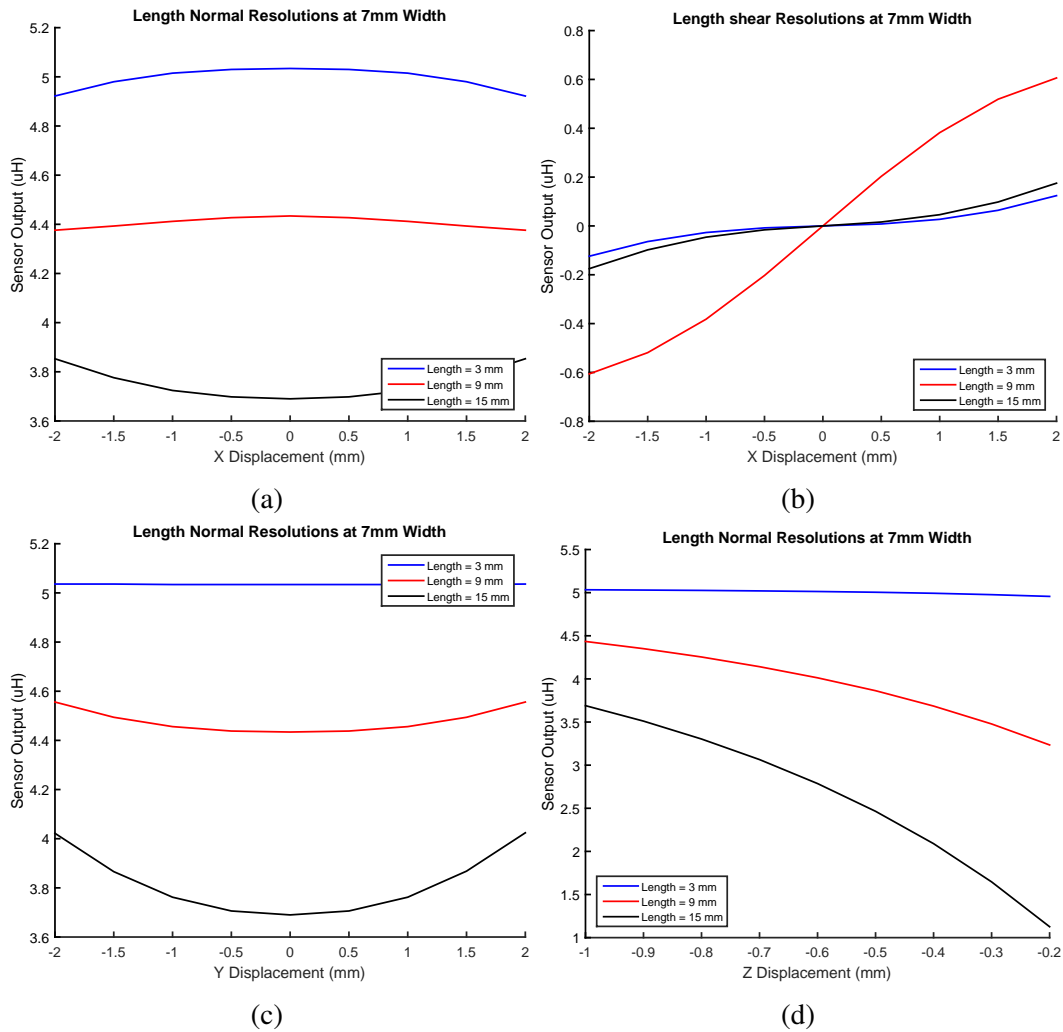 Length Normal Resolutions at 7mm Width
5.2
5
4.8
4.6
4.4
4.2
4
3.8
3.6
Sensor Output (uH)
-2 -1.5 -1 -0.5 0 0.5 1 1.5 2
X Displacement (mm)
Length = 3 mm
Length = 9 mm
Length = 15 mm
(a)
Length shear Resolutions at 7mm Width
0.8
0.6
0.4
0.2
0
-0.2
-0.4
-0.6
-0.8
Sensor Output (uH)
-2 -1.5 -1 -0.5 0 0.5 1 1.5 2
X Displacement (mm)
Length = 3 mm
Length = 9 mm
Length = 15 mm
(b)
Length Normal Resolutions at 7mm Width
5.2
5
4.8
4.6
4.4
4.2
4
3.8
3.6
Sensor Output (uH)
-2 -1.5 -1 -0.5 0 0.5 1 1.5 2
Y Displacement (mm)
Length = 3 mm
Length = 9 mm
Length = 15 mm
(c)
Length Normal Resolutions at 7mm Width
5.5
5
4.5
4
3.5
3
2.5
2
1.5
1
Sensor Output (uH)
-1 -0.9 -0.8 -0.7 -0.6 -0.5 -0.4 -0.3 -0.2
Z Displacement (mm)
Length = 3 mm
Length = 9 mm
Length = 15 mm
(d)